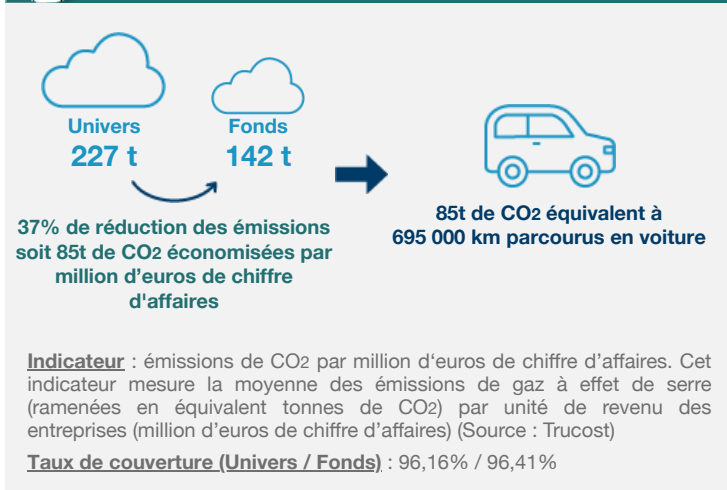 Univers
227 t
Fonds
142 t
37% de réduction des émissions
soit 85t de CO2 économisées par
million d’euros de chiffre
d'affaires
85t de CO2 équivalent à
695 000 km parcourus en voiture
Indicateur : émissions de CO2 par million d‘euros de chiffre d’affaires. Cet
indicateur mesure la moyenne des émissions de gaz à effet de serre
(ramenées en équivalent tonnes de CO2) par unité de revenu des
entreprises (million d’euros de chiffre d’affaires) (Source : Trucost)
Taux de couverture (Univers / Fonds) : 96,16% / 96,41%